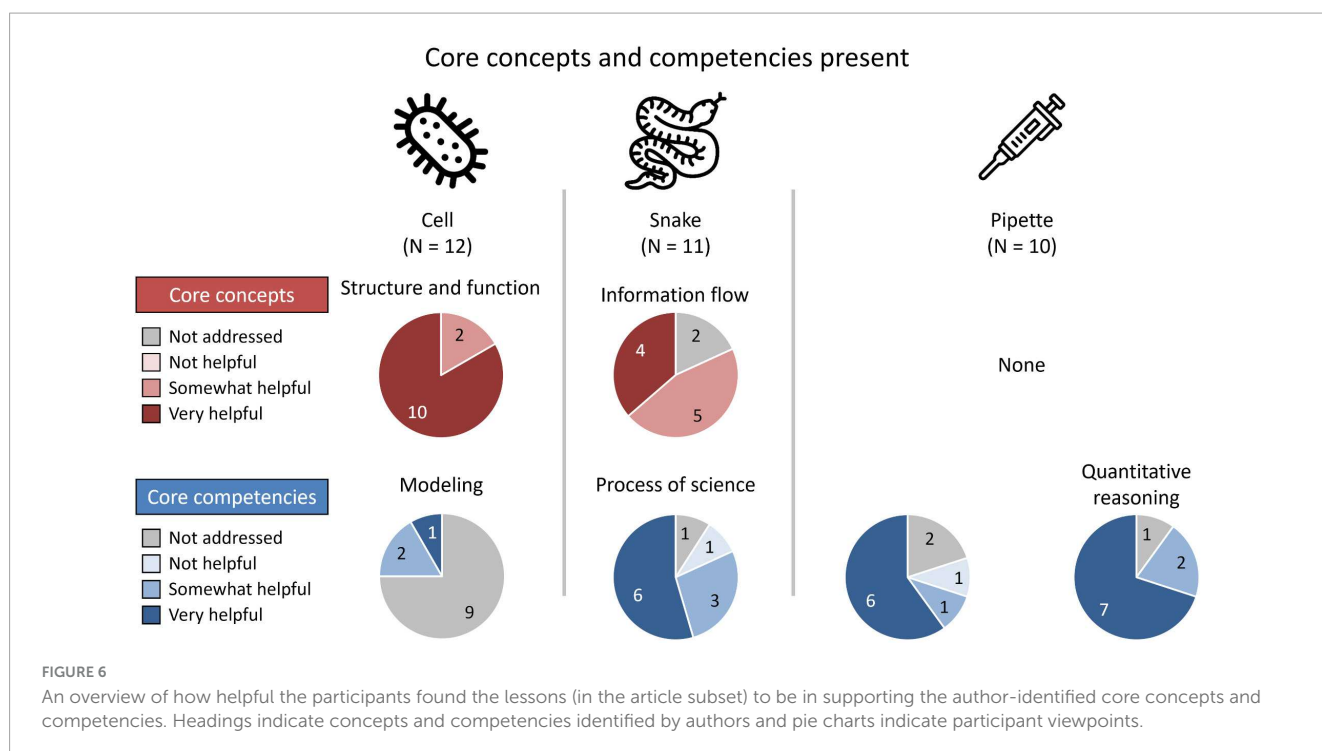 Core concepts and competencies present
Cell
(N = 12)
Snake
(N = 11)
Pipette
(N = 10)
Core concepts
Not addressed
Not helpful
Somewhat helpful
Very helpful
Structure and function
2
10
Information flow
2
4
5
None
Core competencies
Not addressed
Not helpful
Somewhat helpful
Very helpful
Modeling
1
2
9
Process of science
1
1
6
3
2
1
6
1
Quantitative
reasoning
1
2
7
FIGURE 6
An overview of how helpful the participants found the lessons (in the article subset) to be in supporting the author-identified core concepts and
competencies. Headings indicate concepts and competencies identified by authors and pie charts indicate participant viewpoints.